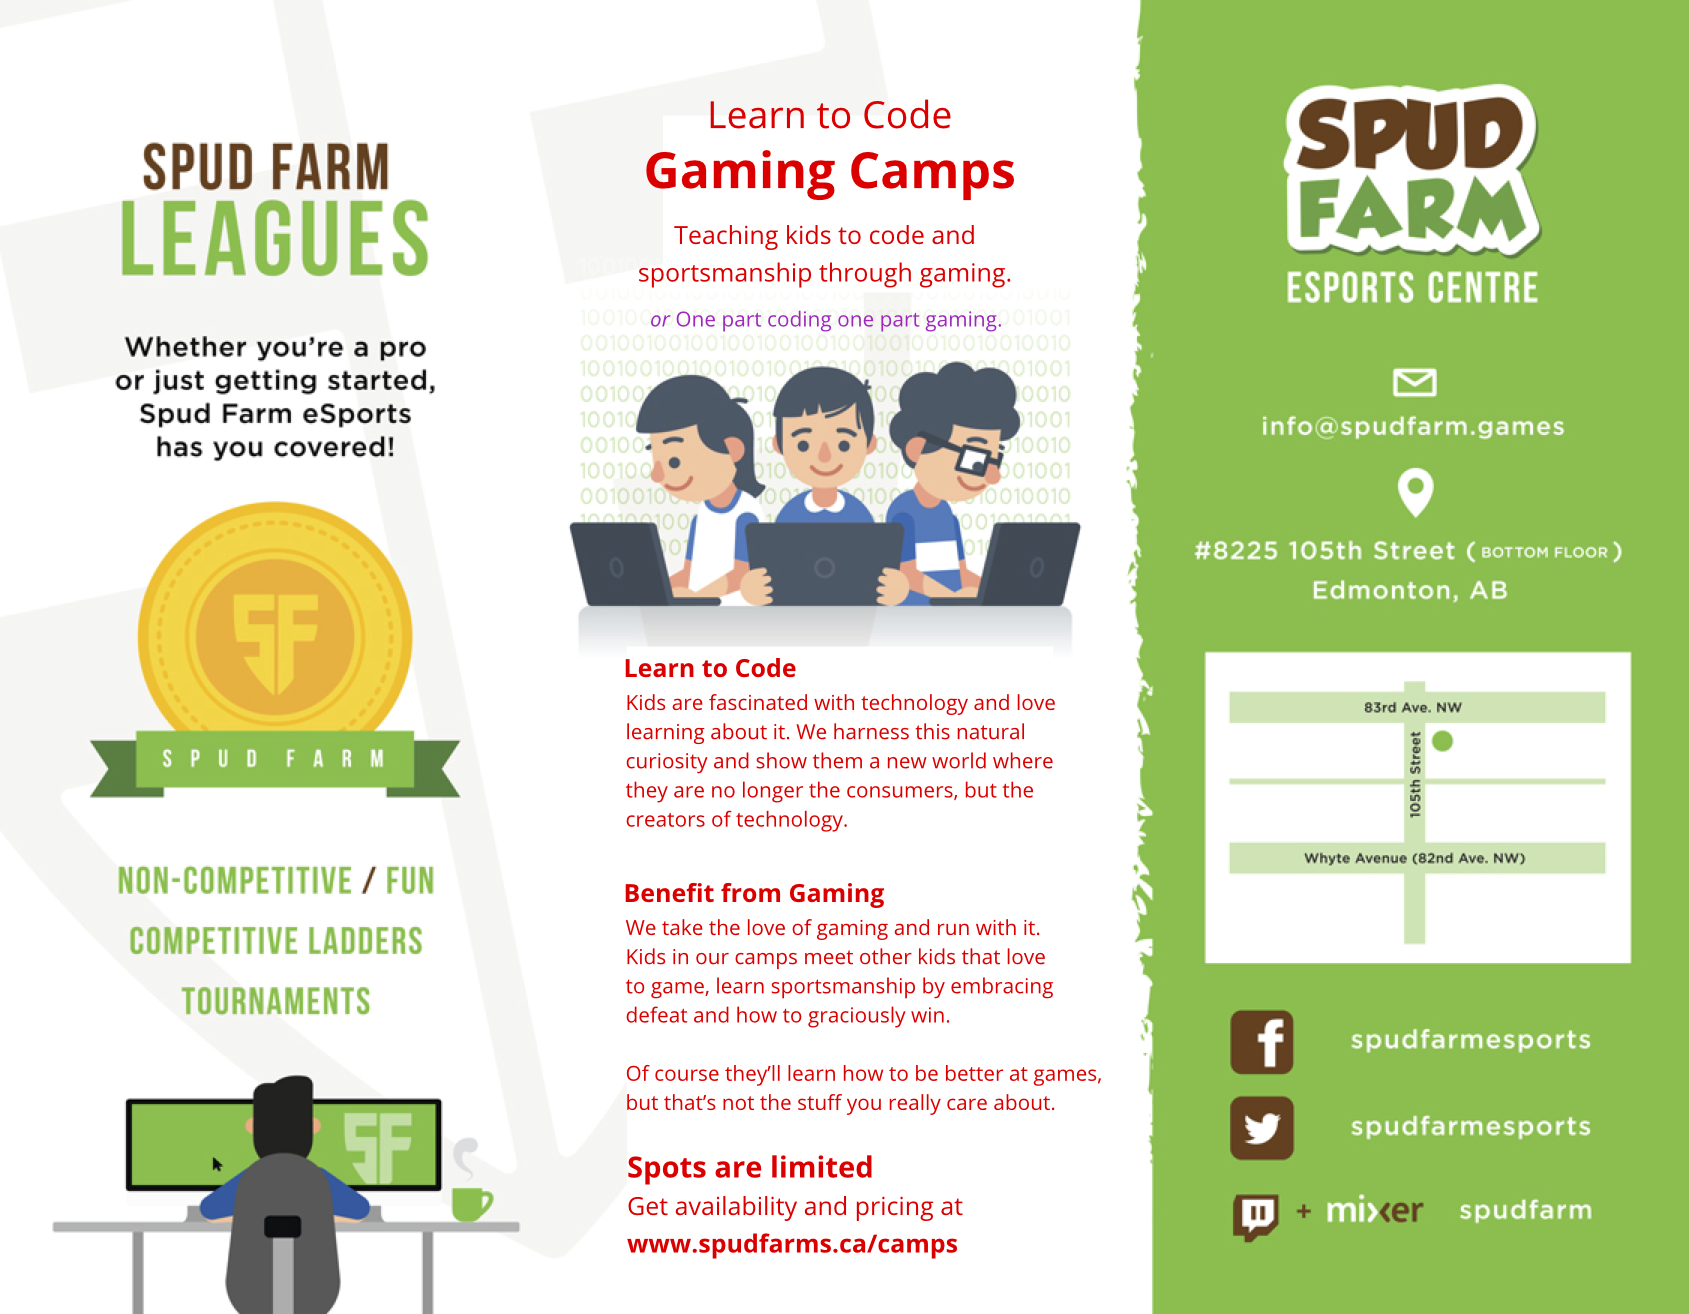 SPUD FARM
LEAGUES
Whether you're a pro
or just getting started,
Spud Farm eSports
has you covered!
SF
SPUD FARM
NON-COMPETITIVE / FUN
COMPETITIVE LADDERS
TOURNAMENTS
SF
Learn to Code
Gaming Camps
Teaching kids to code and
sportsmanship through gaming.
or One part coding one part gaming.
Learn to Code
Kids are fascinated with technology and love
learning about it. We harness this natural
curiosity and show them a new world where
they are no longer the consumers, but the
creators of technology.
Benefit from Gaming
We take the love of gaming and run with it.
Kids in our camps meet other kids that love
to game, learn sportsmanship by embracing
defeat and how to graciously win.
Of course they'll learn how to be better at games,
but that's not the stuff you really care about.
Spots are limited
Get availability and pricing at
www.spudfarms.ca/camps
SPUD
FARM
ESPORTS CENTRE
info@spudfarm.games
#8225 105th Street (BOTTOM FLOOR)
Edmonton, AB
83rd Ave. NW
105th Street
Whyte Avenue (82nd Ave. NW)
spudfarmesports
spudfarmesports
+ mixer spudfarm